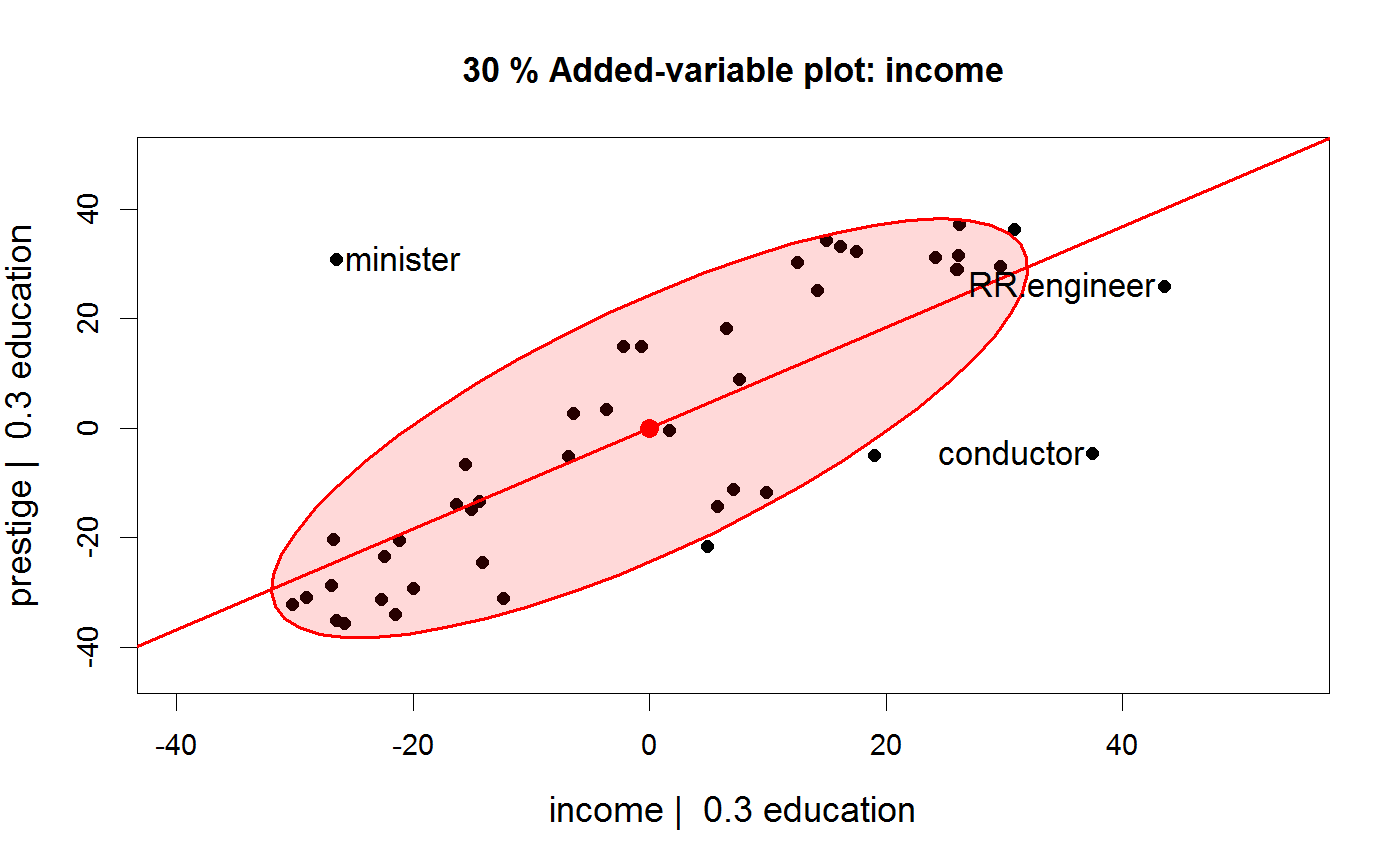 30 % Added-variable plot: income
prestige |  0.3 education
40
20
0
-20
-40
minister
RR.engineer
conductor
-40
-20
0
20
40
income |  0.3 education